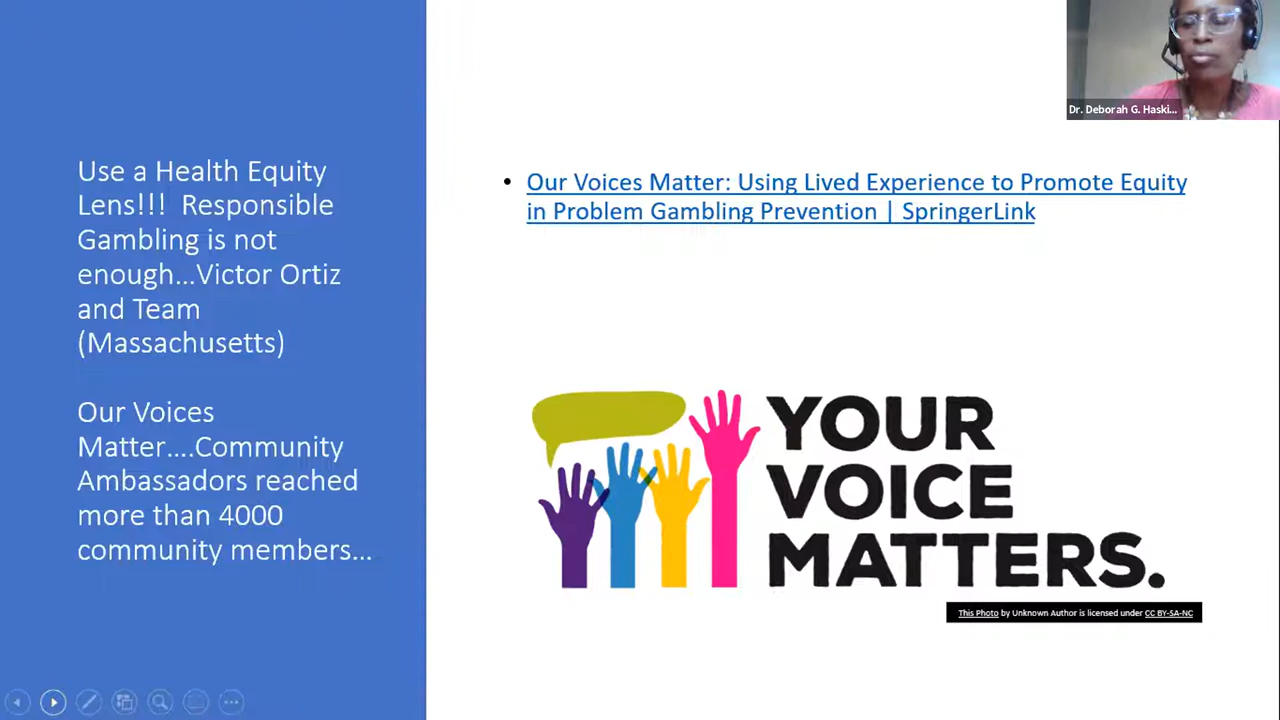 Use a Health Equity
Lens!!! Responsible
Gambling is not
enough...Victor Ortiz
and Team
(Massachusetts)
Our Voices
Matter....Community
Ambassadors reached
more than 4000
community members...
• Our Voices Matter: Using Lived Experience to Promote Equity
in Problem Gambling Prevention | SpringerLink
YOUR
VOICE
MATTERS.
This Photo by Unknown Author is licensed under CC BY-SA-NC
Dr. Deborah G. Haski...